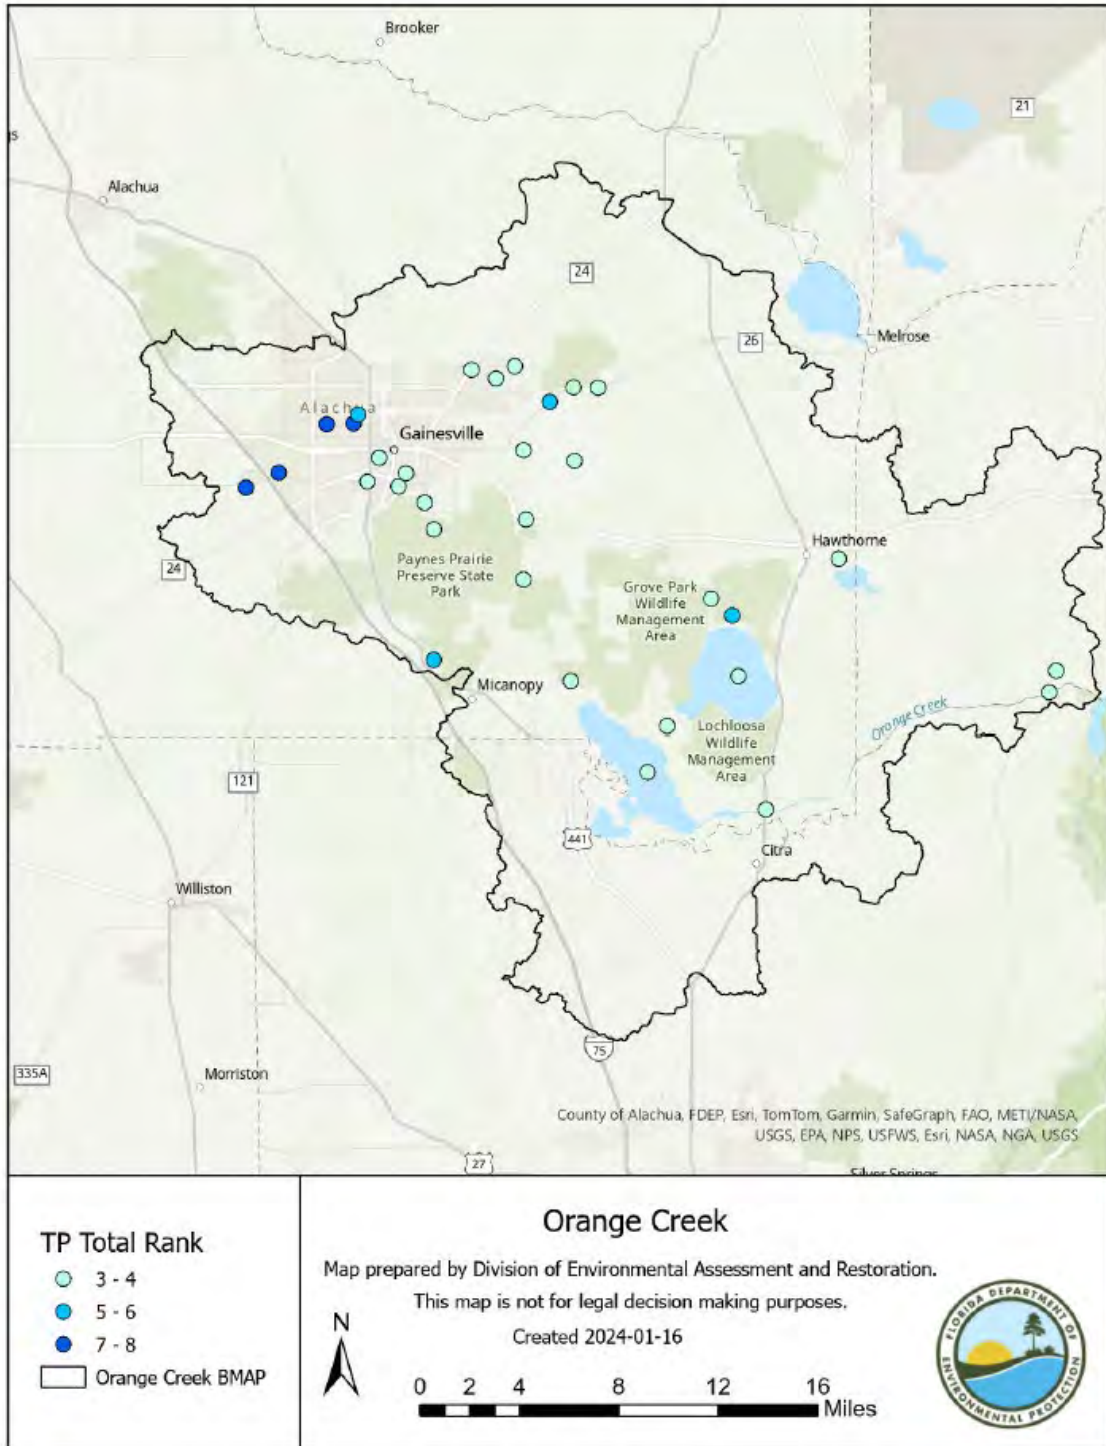 Brooker
21
Alachua
24
26
Melrose
Alachua
Gainesville
Hawthorne
24
Paynes Prairie
Preserve State
Park
Grove Park
Wildlife
Management
Area
Micanopy
Orange Creek
Lochloosa
Wildlife
Management
Area
121
441
Citra
Williston
75
335A
Morriston
County of Alachua, FDEP, Esri, TomTom, Garmin, SafeGraph, FAO, METI/NASA,
USGS, EPA, NPS, USFWS, Esri, NASA, NGA, USGS
27
Silver Springs
TP Total Rank
3 - 4
5 - 6
7 - 8
Orange Creek BMAP
Orange Creek
Map prepared by Division of Environmental Assessment and Restoration.
This map is not for legal decision making purposes.
Created 2024-01-16
N
0 2 4 8 12 16
Miles
FLORIDA DEPARTMENT OF
ENVIRONMENTAL PROTECTION